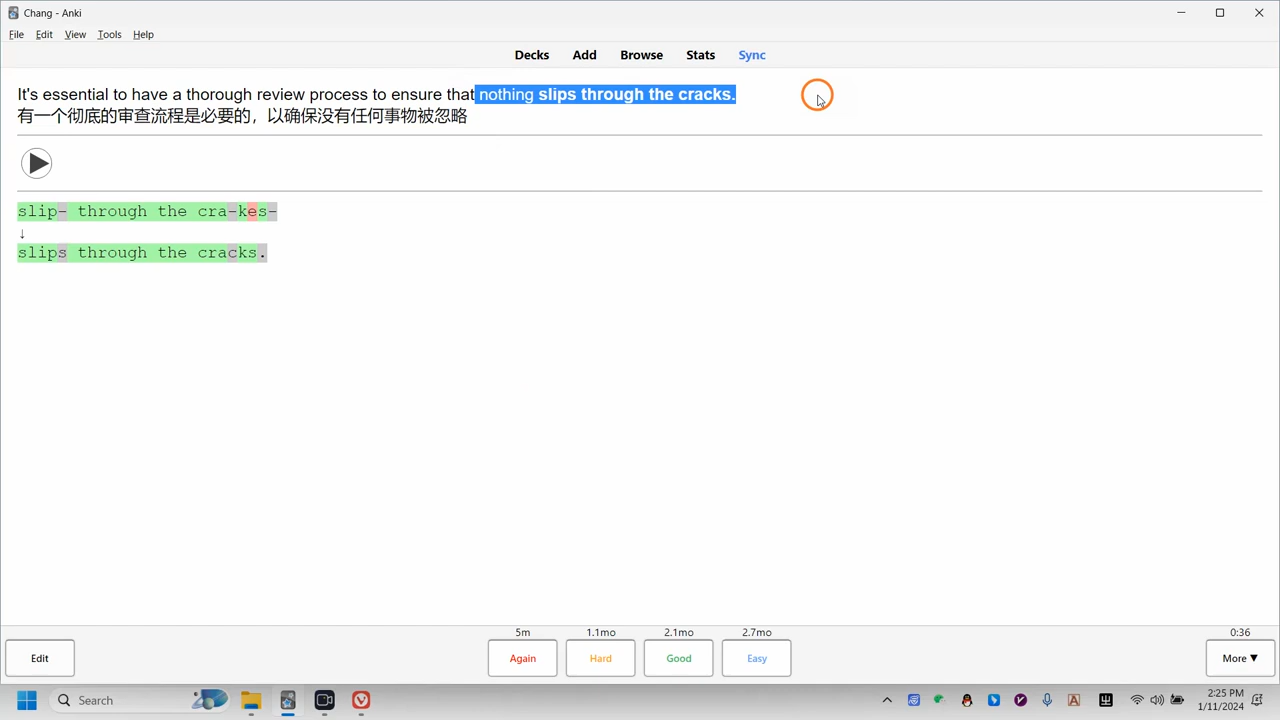 Chang - Anki
File Edit View Tools Help
Decks Add Browse Stats Sync
It's essential to have a thorough review process to ensure that nothing slips through the cracks.
有一个彻底的审查流程是必要的，以确保没有任何事物被忽略
slip- through the cra-kes-
↓
slips through the cracks.
5m 1.1mo 2.1mo 2.7mo 0:36
Edit Again Hard Good Easy More ▼
Search
2:25 PM
1/11/2024